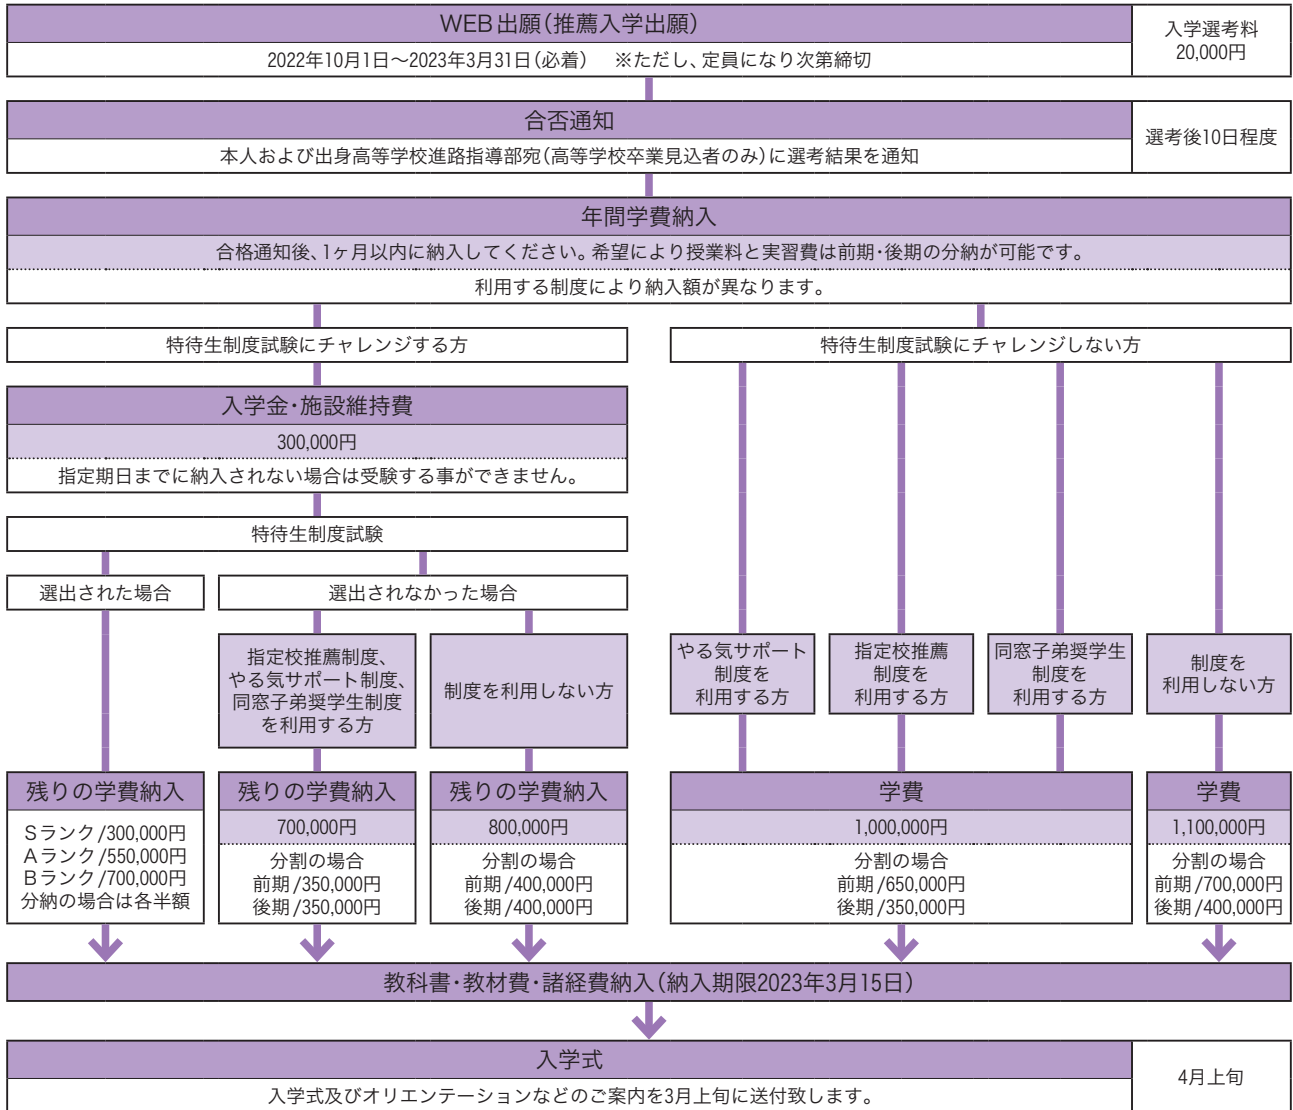 WEB出願(推薦入学出願)
2022年10月1日～2023年3月31日(必着)　※ただし、定員になり次第締切
入学選考料
20,000円
合否通知
本人および出身高等学校進路指導部宛(高等学校卒業見込者のみ)に選考結果を通知
選考後10日程度
年間学費納入
合格通知後、1ヶ月以内に納入してください。希望により授業料と実習費は前期・後期の分納が可能です。
利用する制度により納入額が異なります。
特待生制度試験にチャレンジする方
特待生制度試験にチャレンジしない方
入学金・施設維持費
300,000円
指定期日までに納入されない場合は受験する事ができません。
特待生制度試験
選出された場合
選出されなかった場合
指定校推薦制度、
やる気サポート制度、
同窓子弟奨学生制度
を利用する方
制度を利用しない方
やる気サポート
制度を
利用する方
指定校推薦
制度を
利用する方
同窓子弟奨学生
制度を
利用する方
制度を
利用しない方
残りの学費納入
Sランク/300,000円
Aランク/550,000円
Bランク/700,000円
分納の場合は各半額
残りの学費納入
700,000円
分割の場合
前期/350,000円
後期/350,000円
残りの学費納入
800,000円
分割の場合
前期/400,000円
後期/400,000円
学費
1,000,000円
分割の場合
前期/650,000円
後期/350,000円
学費
1,100,000円
分割の場合
前期/700,000円
後期/400,000円
教科書・教材費・諸経費納入(納入期限2023年3月15日)
入学式
入学式及びオリエンテーションなどのご案内を3月上旬に送付致します。
4月上旬